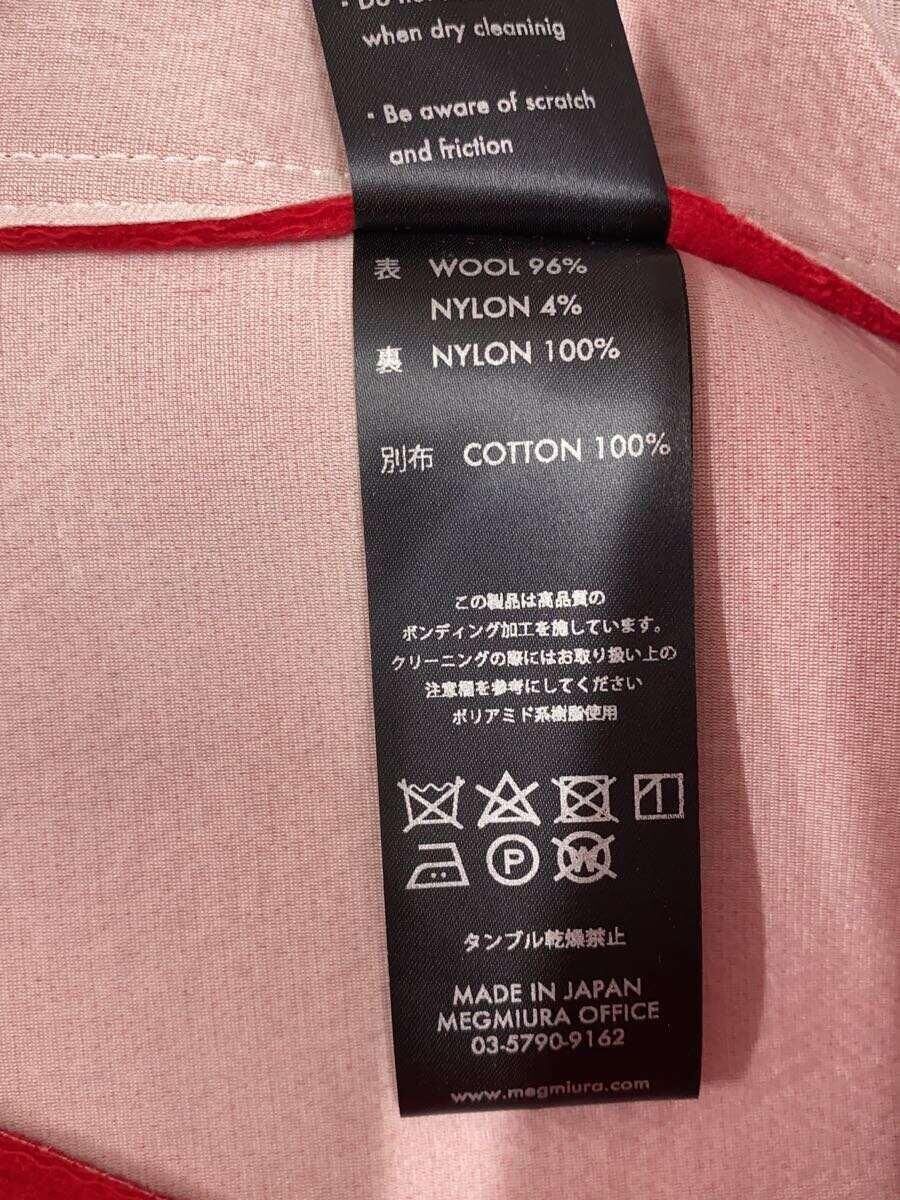 · Do not
when dry cleaninig
· Be aware of scratch
and friction
表 WOOL 96%
NYLON 4%
裏 NYLON 100%
別布 COTTON 100%
この製品は高品質の
ボンディング加工を施しています。
クリーニングの際にはお取り扱い上の
注意欄を参考にしてください
ポリアミド系樹脂使用
P W
タンブル乾燥禁止
MADE IN JAPAN
MEGMIURA OFFICE
03-5790-9162
www.megmiura.com